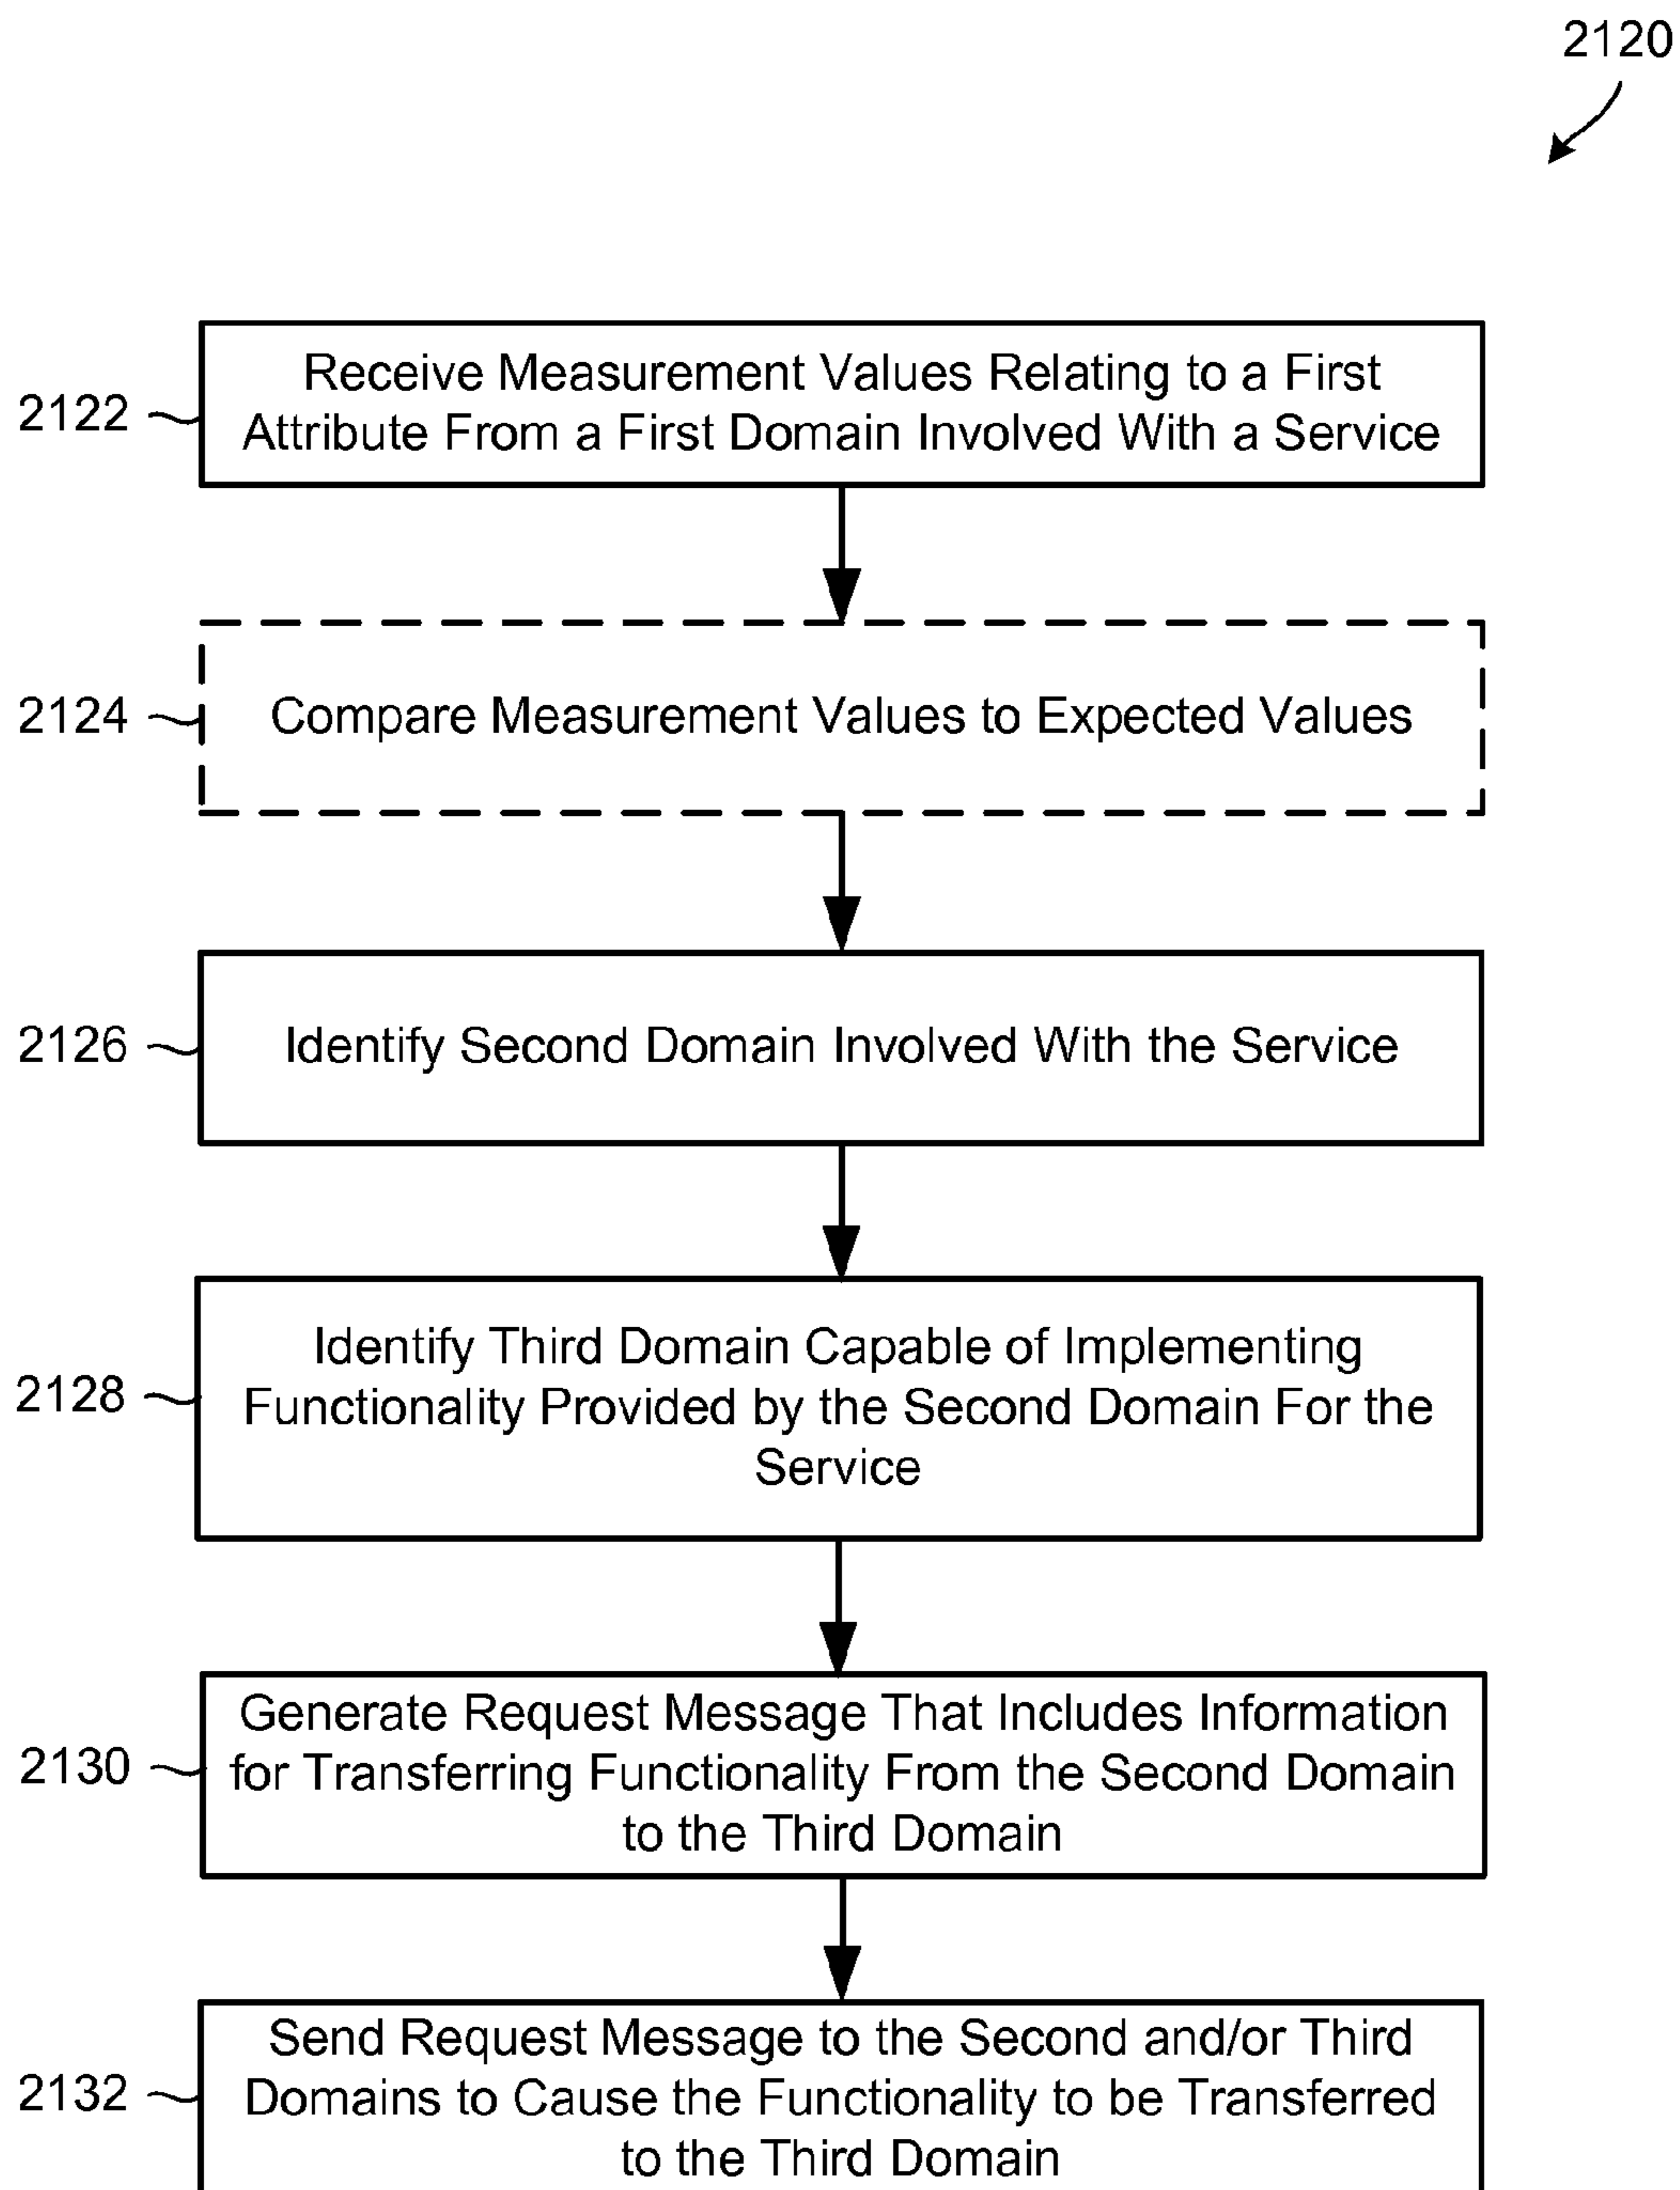 2120
2122
Receive Measurement Values Relating to a First
Attribute From a First Domain Involved With a Service
2124
Compare Measurement Values to Expected Values
2126
Identify Second Domain Involved With the Service
2128
Identify Third Domain Capable of Implementing
Functionality Provided by the Second Domain For the
Service
2130
Generate Request Message That Includes Information
for Transferring Functionality From the Second Domain
to the Third Domain
2132
Send Request Message to the Second and/or Third
Domains to Cause the Functionality to be Transferred
to the Third Domain